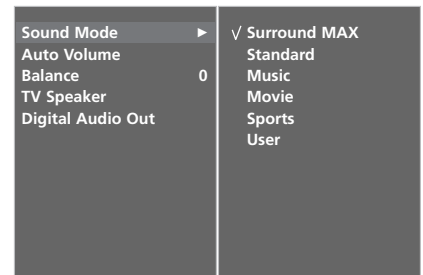 Sound Mode ►
Auto Volume
Balance 0
TV Speaker
Digital Audio Out
√ Surround MAX
Standard
Music
Movie
Sports
User